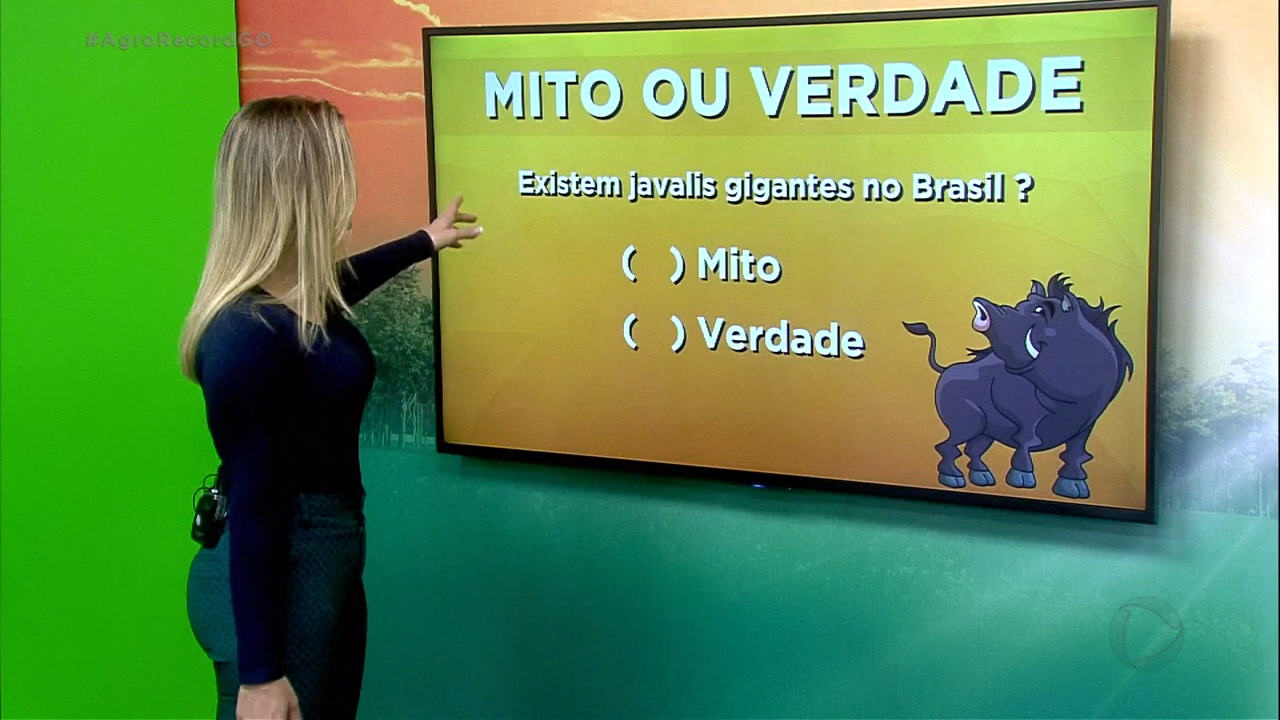 #AgroRecordGO
MITO OU VERDADE
Existem javalis gigantes no Brasil ?
( ) Mito
( ) Verdade